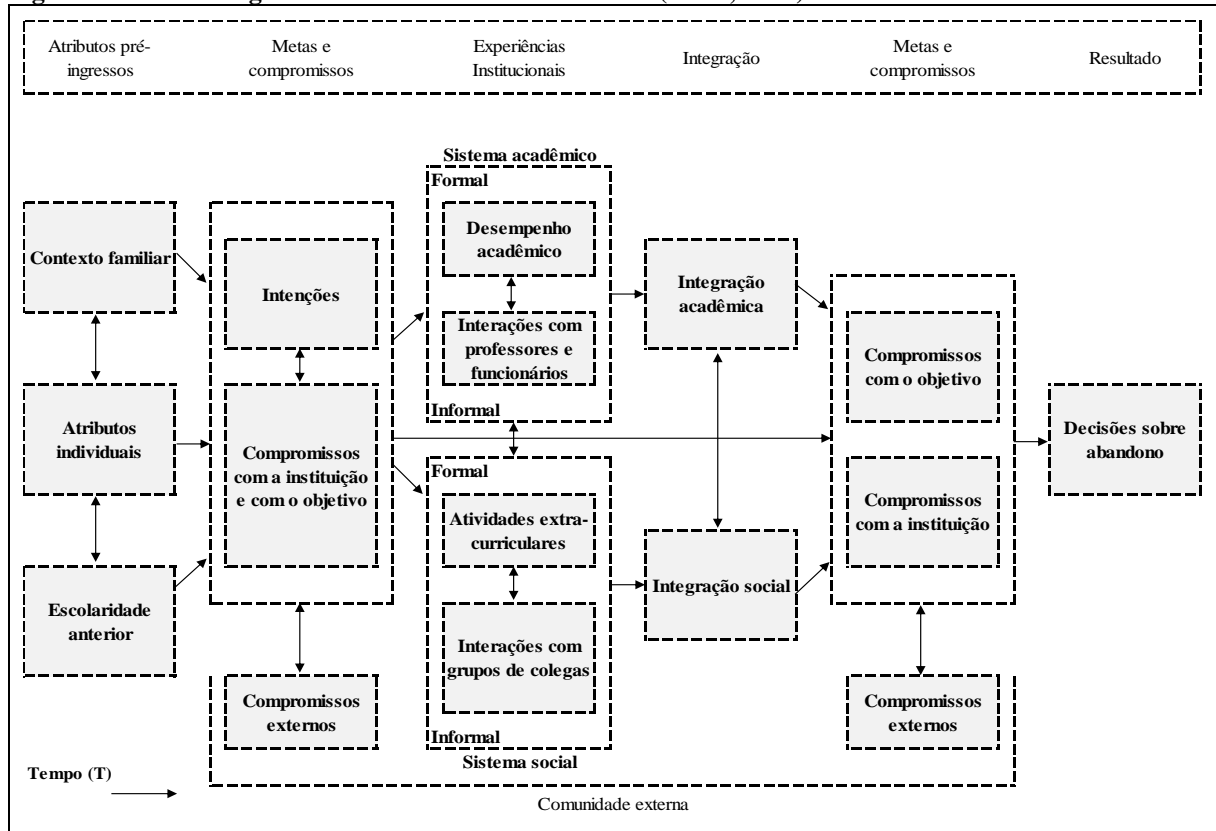 Atributos pré-
ingressos
Metas e
compromissos
Experiências
Institucionais
Integração
Metas e
compromissos
Resultado
Sistema acadêmico
Formal
Desempenho
acadêmico
Interações com
professores e
funcionários
Informal
Contexto familiar
Atributos
individuais
Escolaridade
anterior
Intenções
Compromissos
com a instituição
e com o objetivo
Compromissos
externos
Formal
Atividades extra-
curriculares
Interações com
grupos de colegas
Informal
Sistema social
Integração
acadêmica
Integração social
Compromissos
com o objetivo
Compromissos
com a instituição
Compromissos
externos
Decisões sobre
abandono
Tempo (T)
Comunidade externa